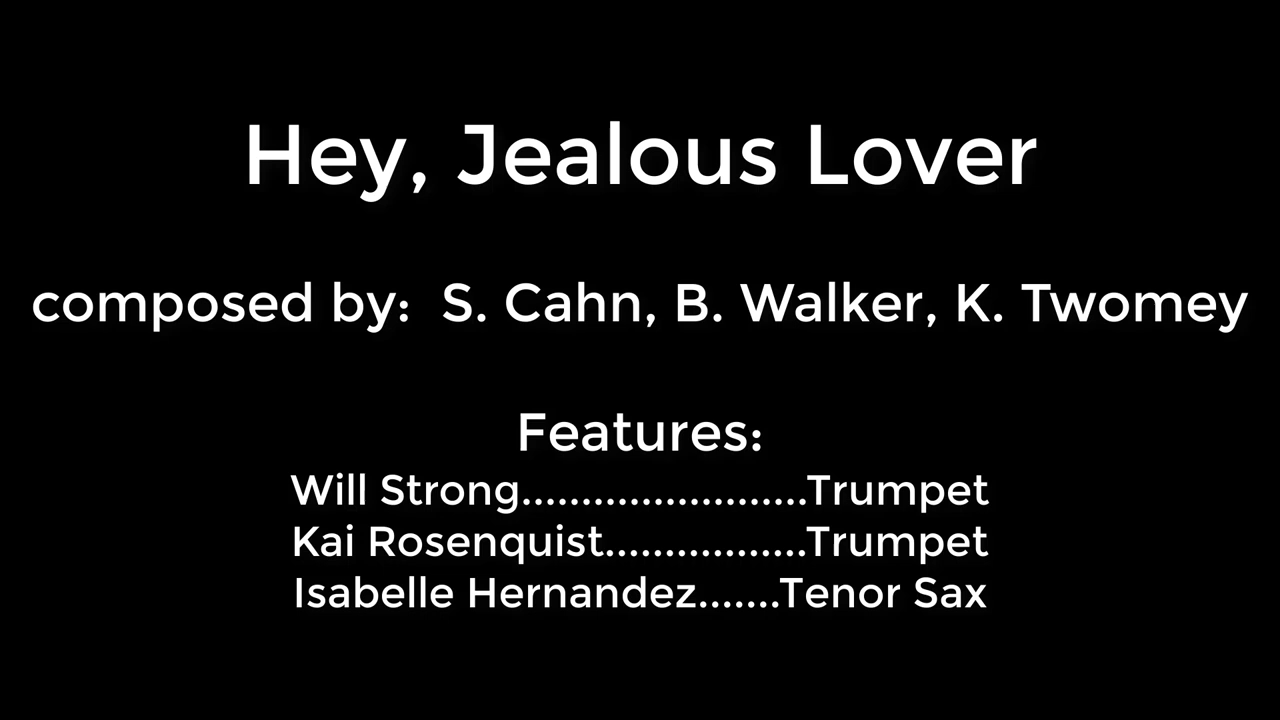 Hey, Jealous Lover
composed by:  S. Cahn, B. Walker, K. Twomey
Features:
Will Strong........................Trumpet
Kai Rosenquist.................Trumpet
Isabelle Hernandez.......Tenor Sax